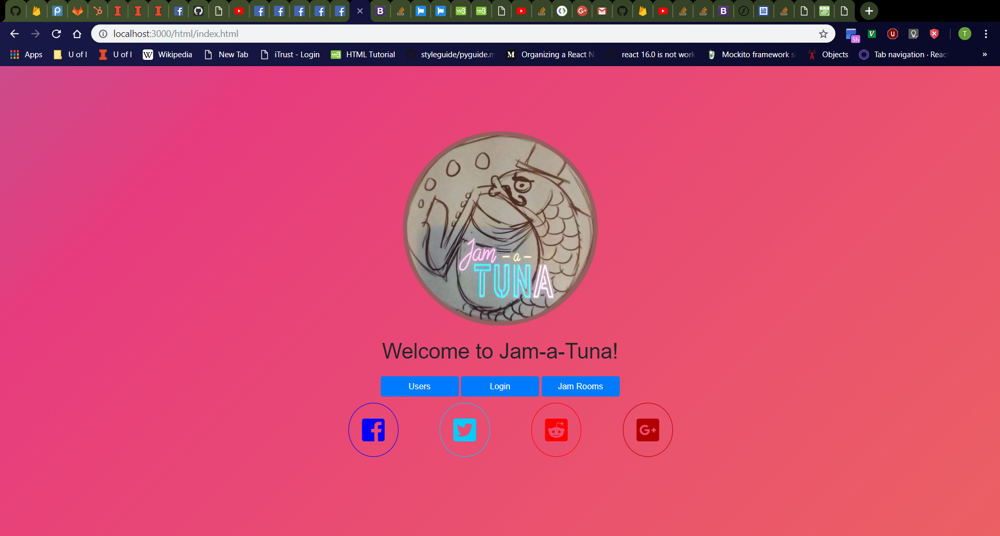 localhost:3000/html/index.html
5h
T
Apps
U of I
U of I
Wikipedia
New Tab
iTrust - Login
HTML Tutorial
styleguide/pyguide.m
Organizing a React N
react 16.0 is not work
Mockito framework si
Objects
Tab navigation · Reac
»
Jam -a-
TUNA
Welcome to Jam-a-Tuna!
Users
Login
Jam Rooms